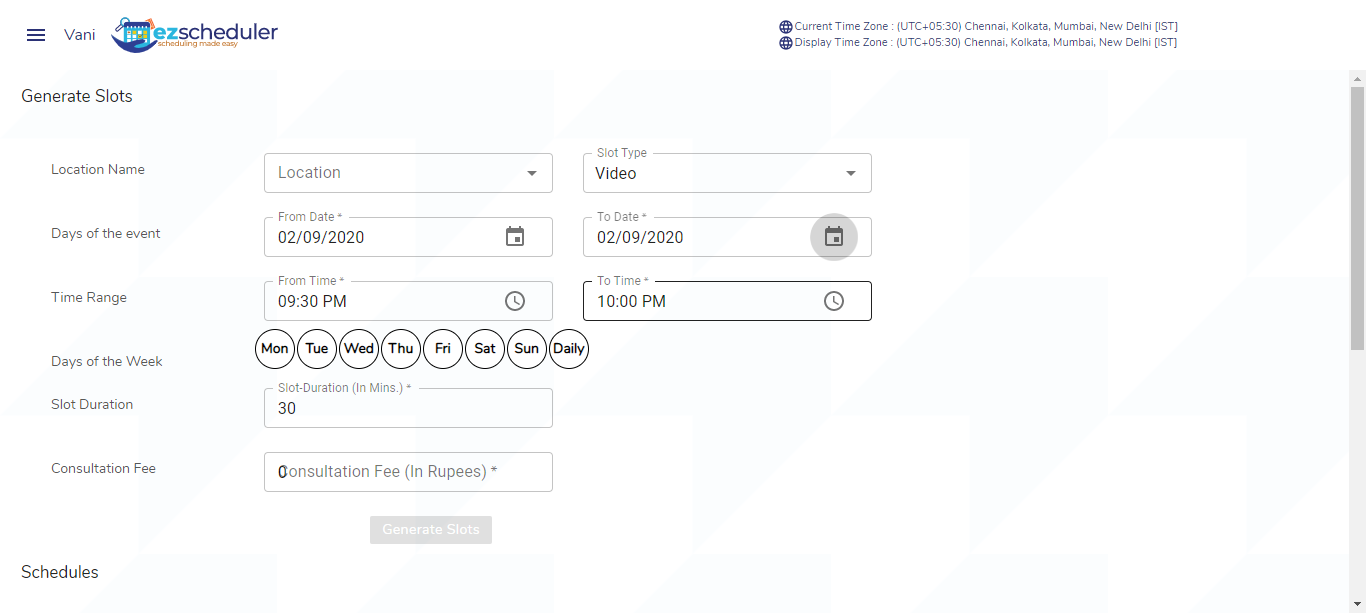 Vani
ezscheduler
scheduling made easy
Current Time Zone : (UTC+05:30) Chennai, Kolkata, Mumbai, New Delhi [IST]
Display Time Zone : (UTC+05:30) Chennai, Kolkata, Mumbai, New Delhi [IST]
Generate Slots
Location Name
Location
Slot Type
Video
Days of the event
From Date *
02/09/2020
To Date *
02/09/2020
Time Range
From Time *
09:30 PM
To Time *
10:00 PM
Days of the Week
Mon Tue Wed Thu Fri Sat Sun Daily
Slot Duration
Slot-Duration (In Mins.) *
30
Consultation Fee
0
Consultation Fee (In Rupees) *
Generate Slots
Schedules